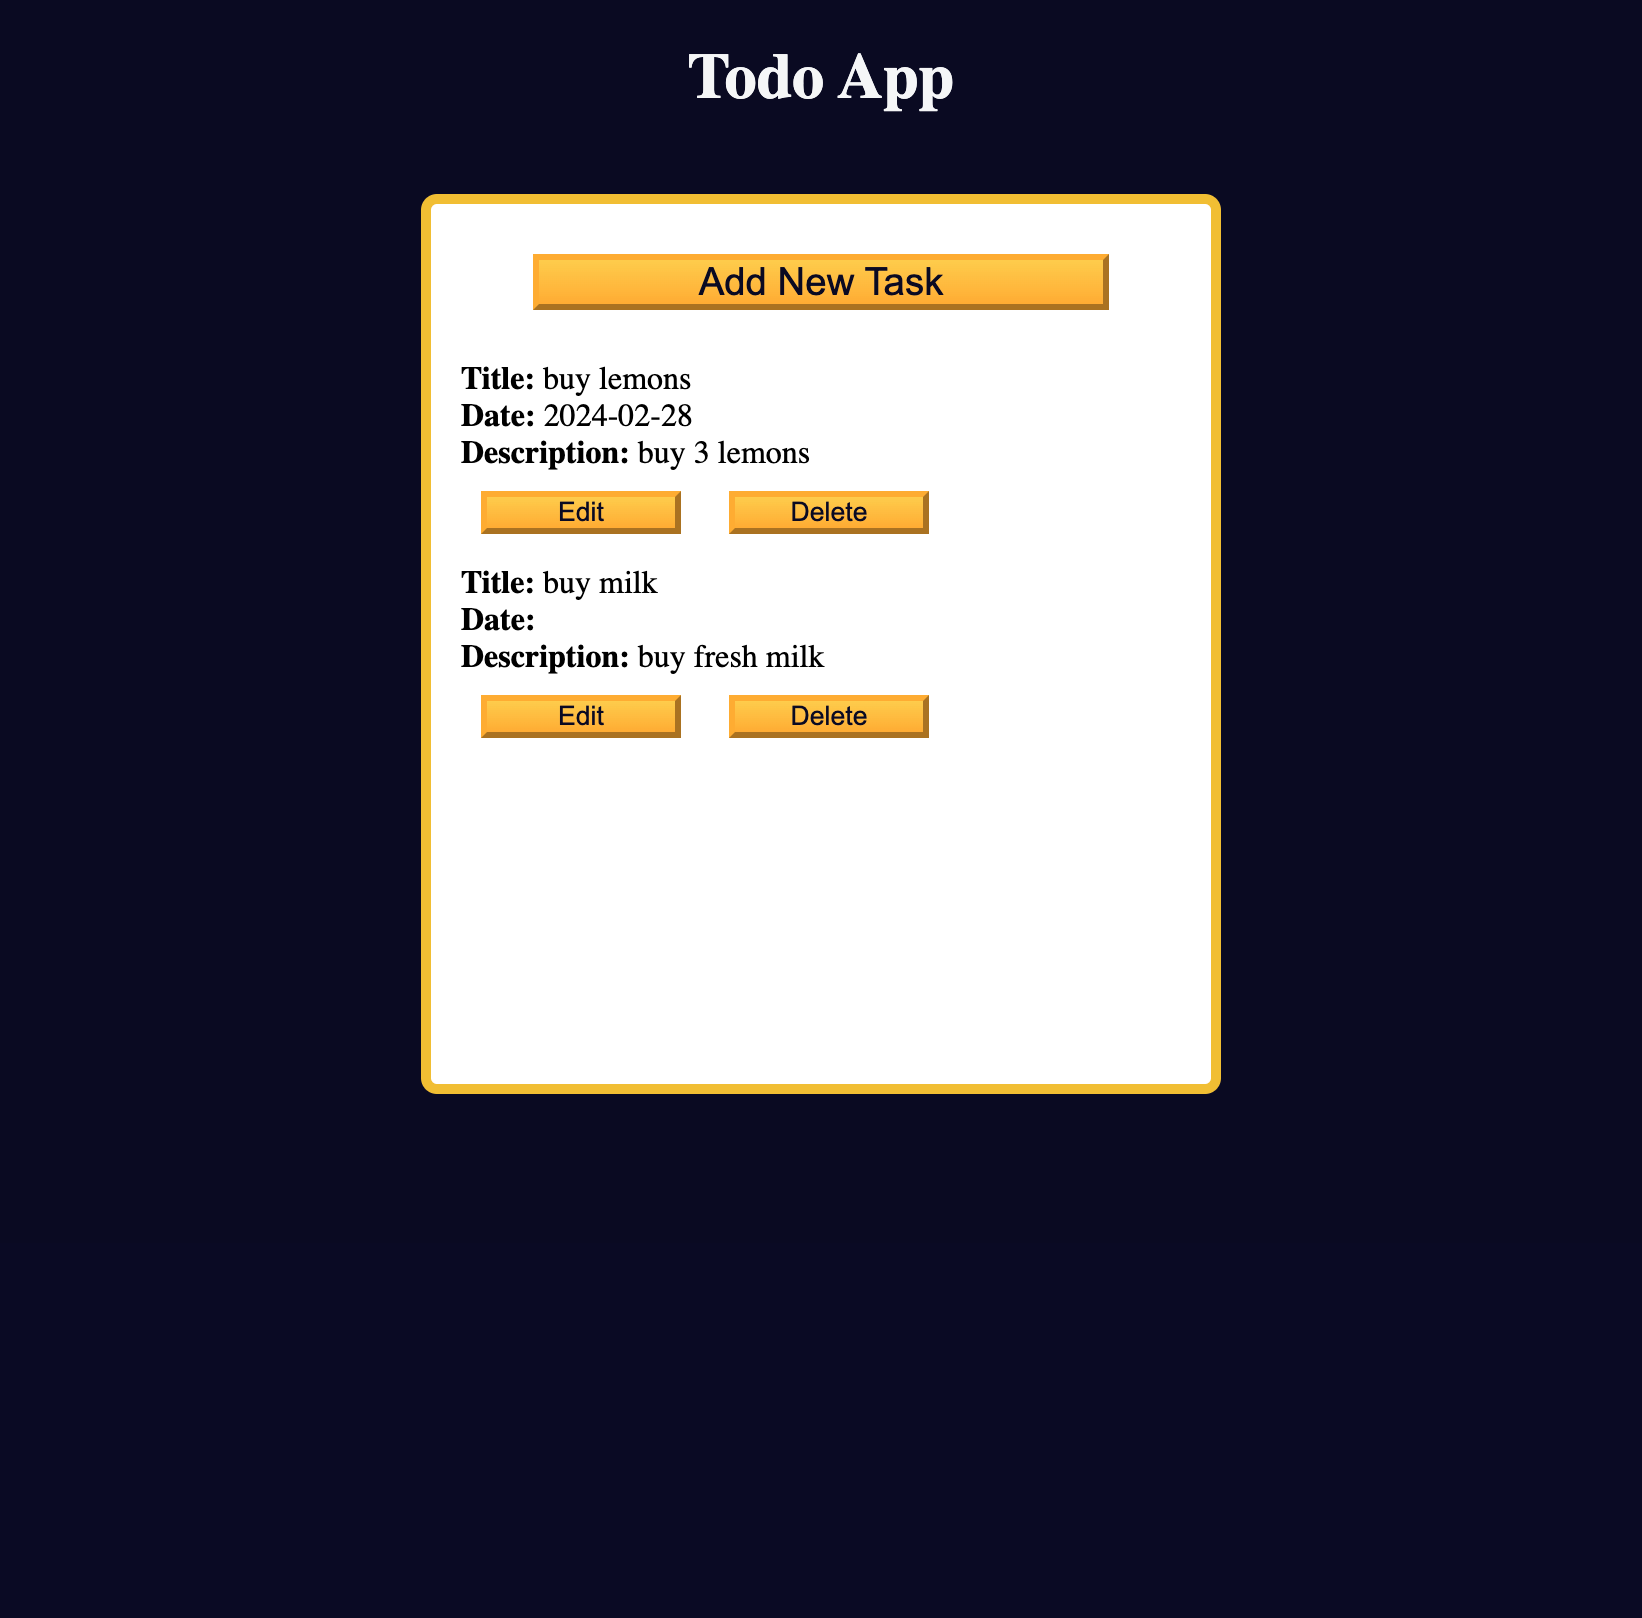 Todo App
Add New Task
Title: buy lemons
Date: 2024-02-28
Description: buy 3 lemons
Edit Delete
Title: buy milk
Date:
Description: buy fresh milk
Edit Delete